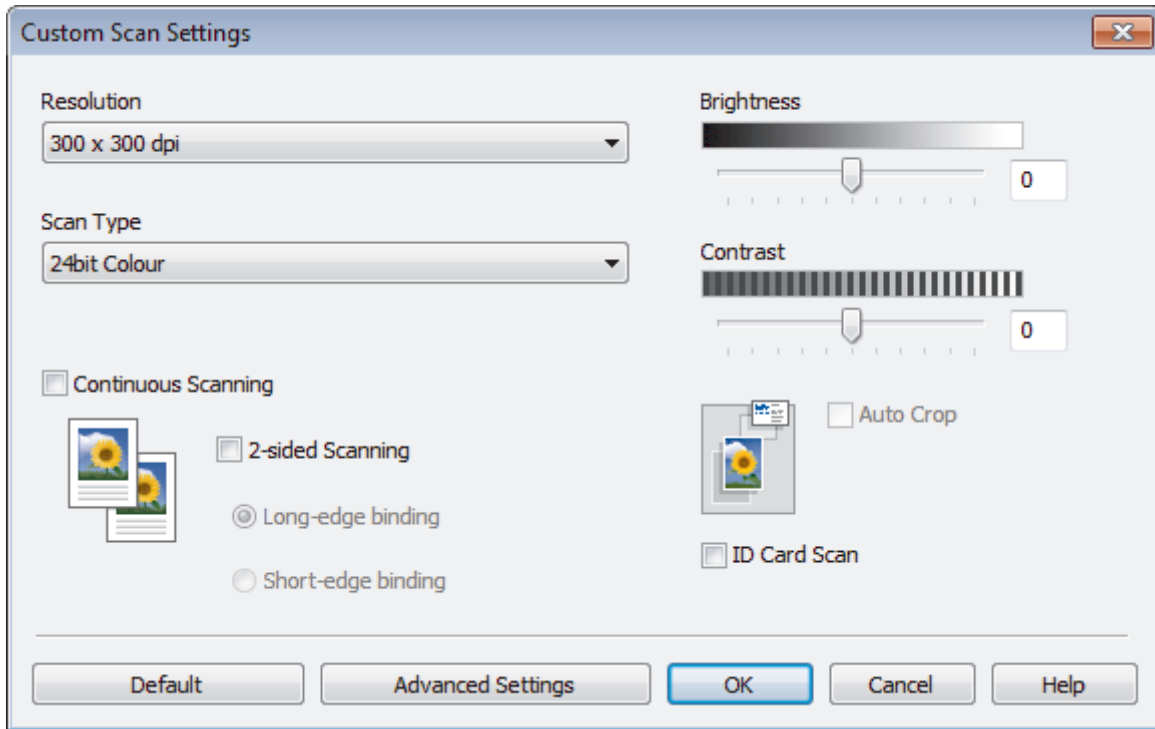 Custom Scan Settings
Resolution
300 x 300 dpi
Scan Type
24bit Colour
Continuous Scanning
2-sided Scanning
Long-edge binding
Short-edge binding
Brightness
0
Contrast
0
Auto Crop
ID Card Scan
Default
Advanced Settings
OK
Cancel
Help